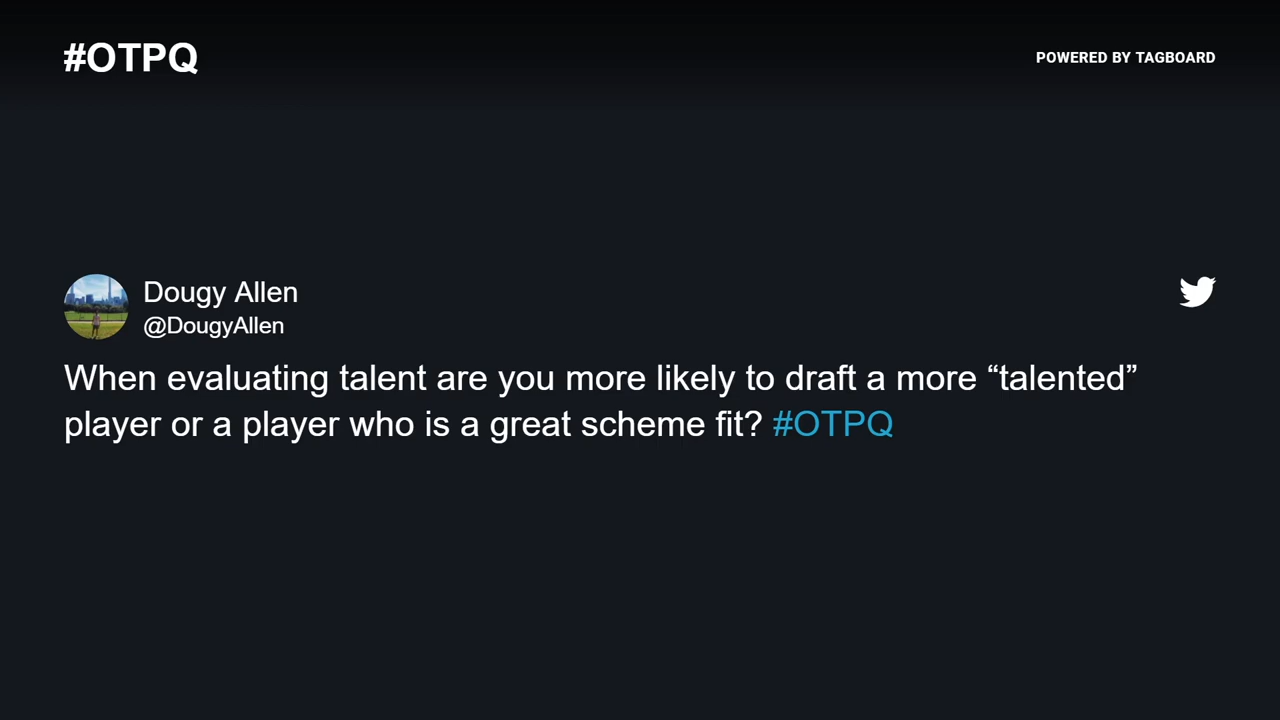 #OTPQ
POWERED BY TAGBOARD
Dougy Allen
@DougyAllen
When evaluating talent are you more likely to draft a more “talented”
player or a player who is a great scheme fit? #OTPQ